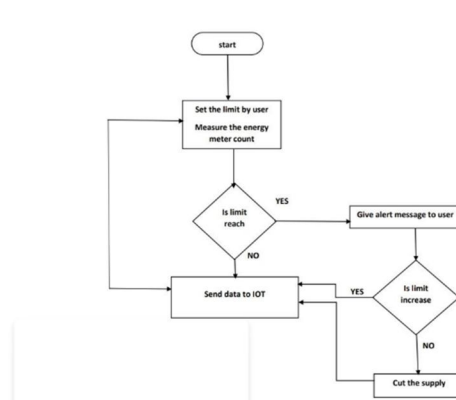 start
Set the limit by user
Measure the energy
meter count
YES
Is limit
reach
Give alert message to user
NO
Send data to IOT
YES
Is limit
increase
NO
Cut the supply